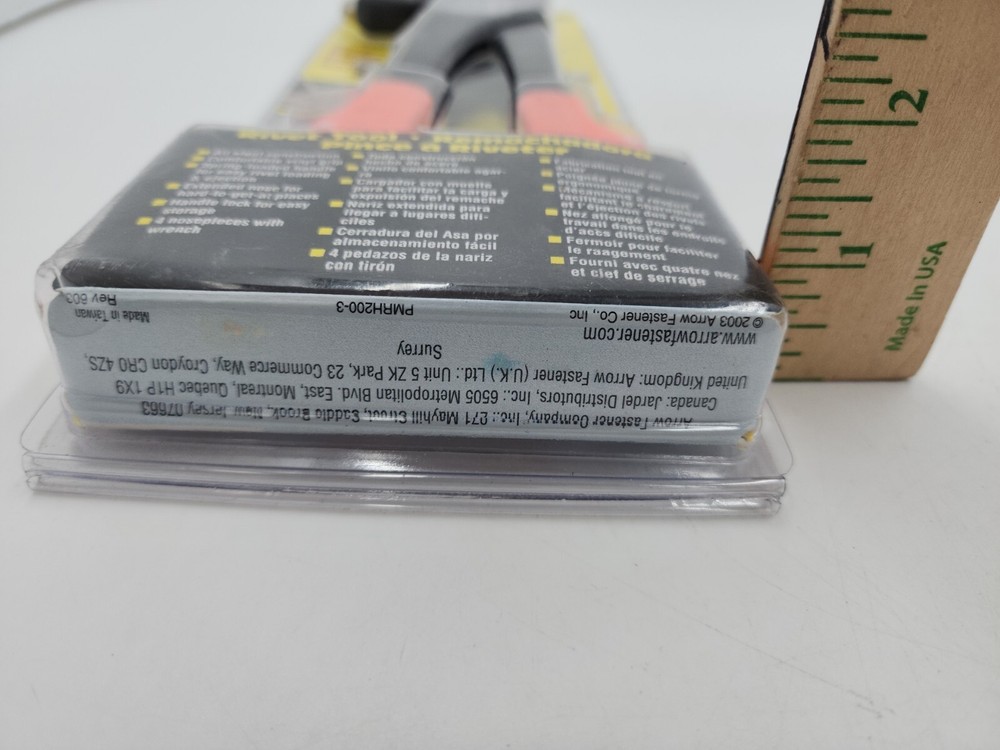 Rivet Tool • Remachadora
Pince à Rivetes
Extended nose for
hard to get at places
Handle lock for easy
storage
4 nosepieces with
wrench
Todo construcción
Cargador con muelle
para facilitar la carga y
expulsión del remache
Nariz extendida para
llegar a lugares difí-
ciles
Cerradura del Asa por
almacenamiento fácil
4 pedazos de la nariz
con tirón
Nez allongé pour le
travail dans les endroits
d'accès difficile
Fermoir pour faciliter
le raagement
Fourni avec quatre nez
et clef de serrage
Arrow Fastener Company, Inc.: 271 Mayhill Street, Saddle Brook, New Jersey 07663
Canada: Jardel Distributors, Inc.: 6505 Metropolitan Blvd. East, Montreal, Quebec H1P 1X9
United Kingdom: Arrow Fastener (U.K.), Ltd.: Unit 5 ZK Park, 23 Commerce Way, Croydon CR0 4ZS,
Surrey
www.arrowfastener.com
© 2003 Arrow Fastener Co., Inc
PMRH200-3
Made in Taiwan
Rev 603
2
1
Made In USA